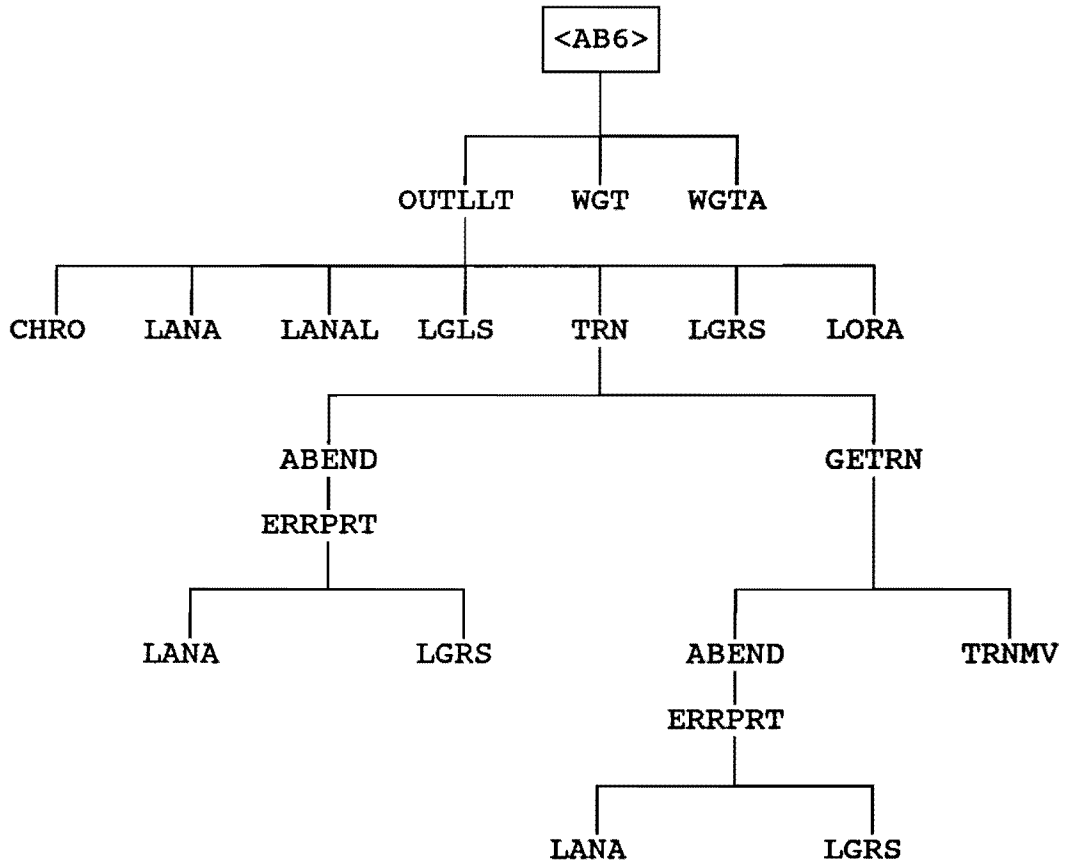 <AB6>
OUTLLT WGT WGTA
CHRO LANA LANAL LGLS TRN LGRS LORA
ABEND GETRN
ERRPRT
LANA LGRS ABEND TRNMV
ERRPRT
LANA LGRS